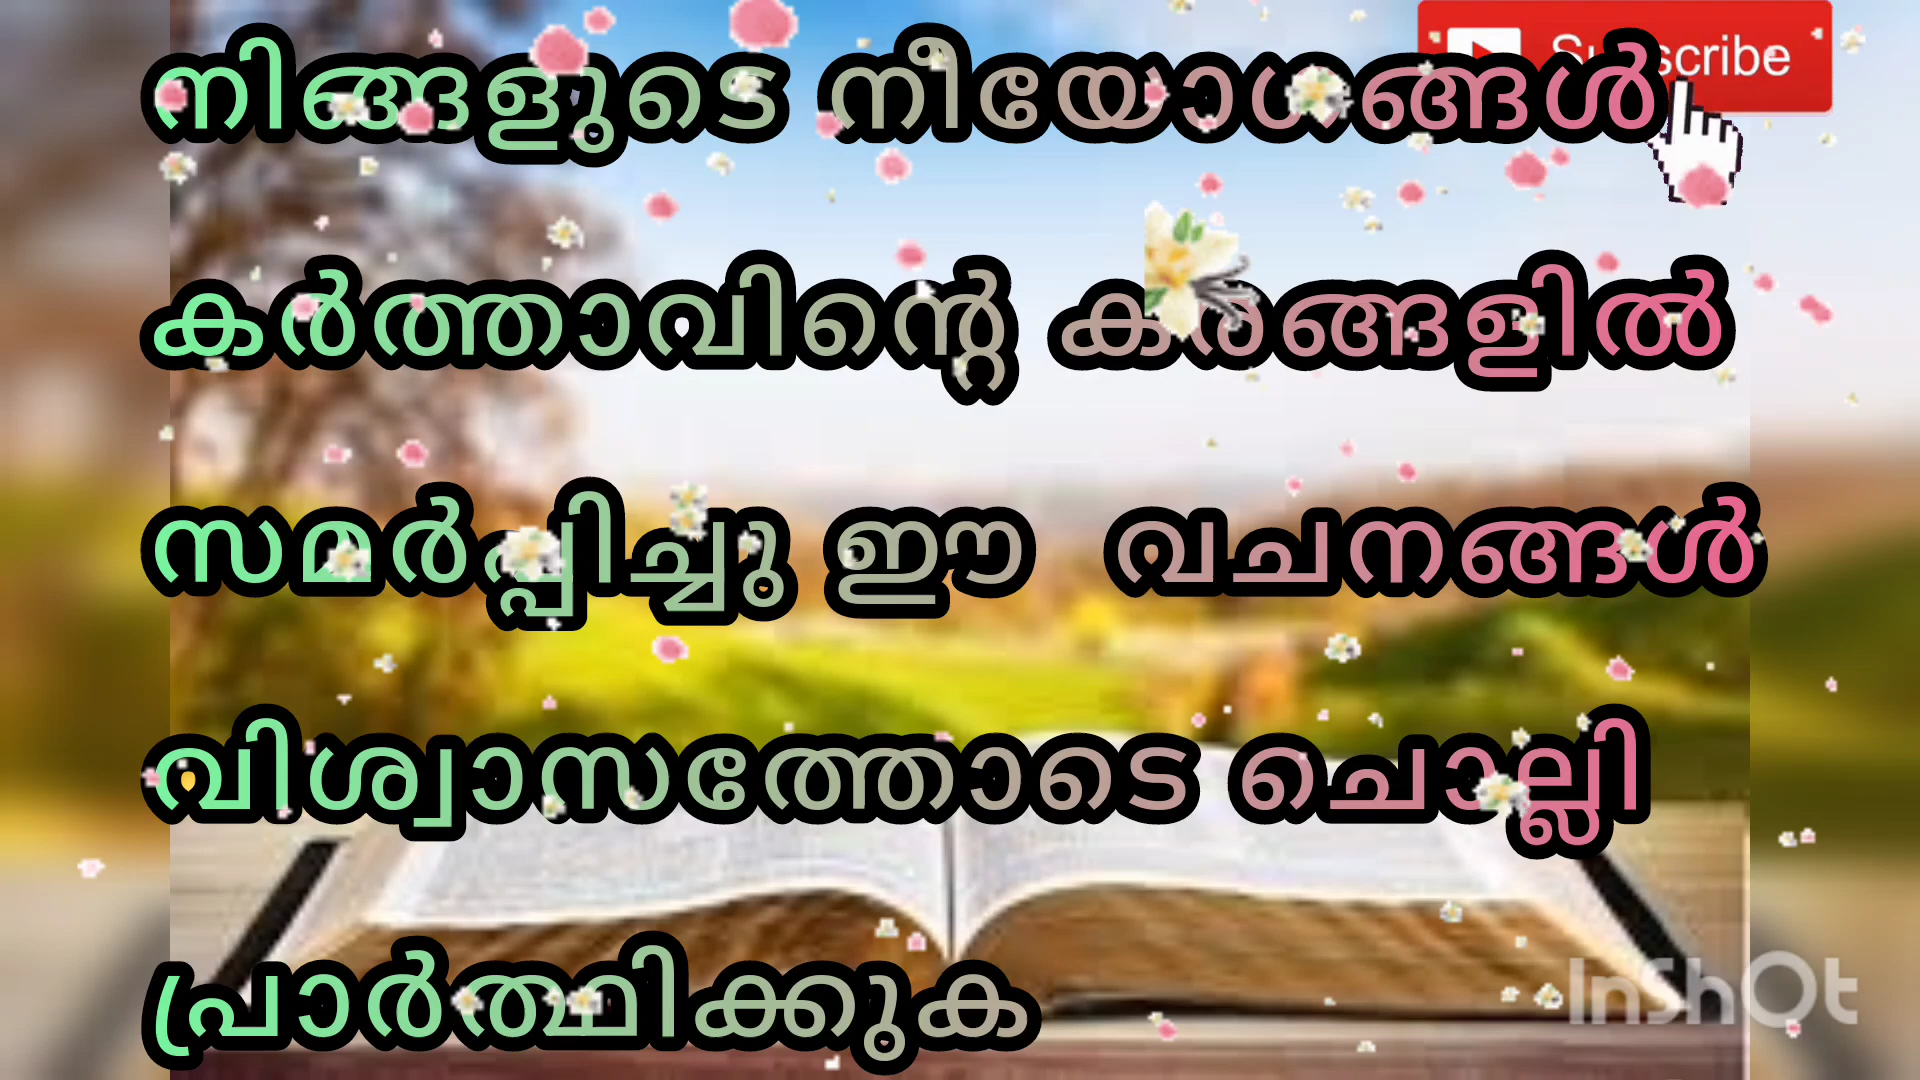 നിങ്ങളുടെ നീയോഗങ്ങൾ
Subscribe
കർത്താവിന്റെ കരങ്ങളിൽ
സമർപ്പിച്ചു ഈ വചനങ്ങൾ
വിശ്വാസത്തോടെ ചൊല്ലി
പ്രാർത്ഥിക്കുക
InShOt